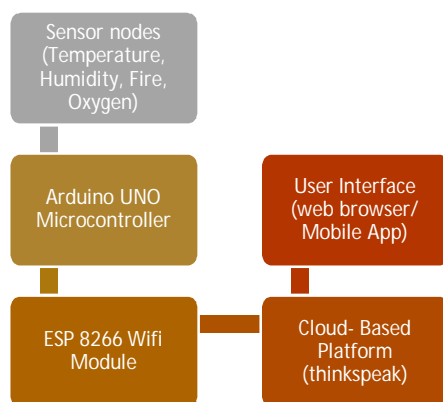 Sensor nodes
(Temperature,
Humidity, Fire,
Oxygen)
Arduino UNO
Microcontroller
ESP 8266 Wifi
Module
Cloud- Based
Platform
(thinkspeak)
User Interface
(web browser/
Mobile App)